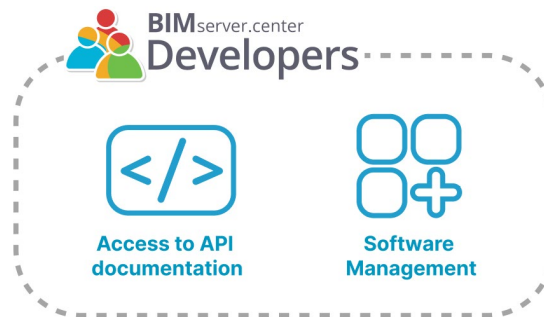 BIMserver.center
Developers
</>
Access to API
documentation
Software
Management